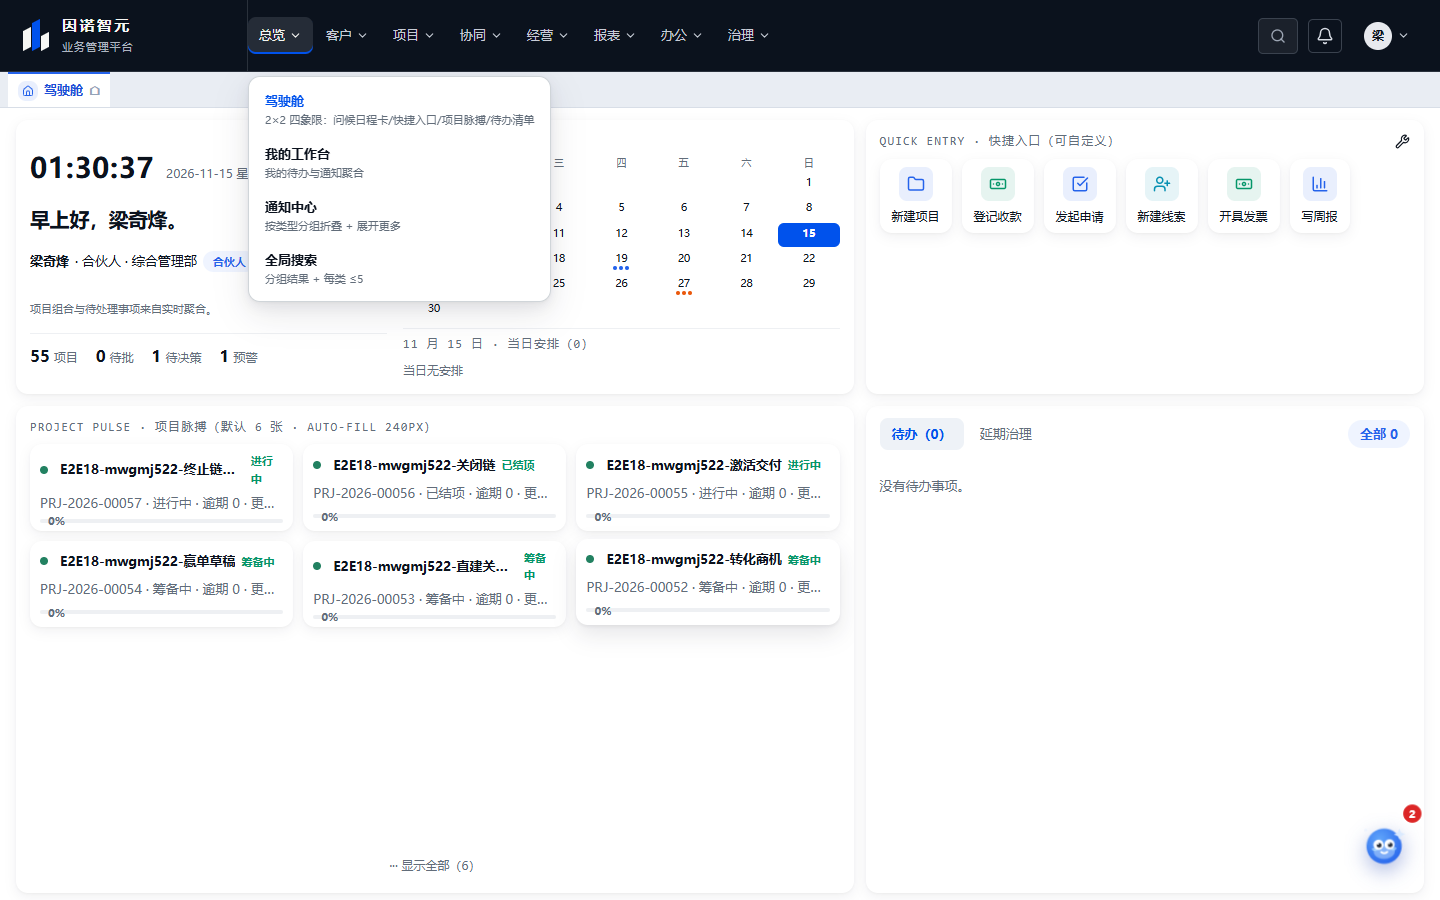 因诺智元
业务管理平台
总览
客户
项目
协同
经营
报表
办公
治理
梁
驾驶舱
驾驶舱
2×2 四象限：问候日程卡/快捷入口/项目脉搏/待办清单
我的工作台
我的待办与通知聚合
通知中心
按类型分组折叠 + 展开更多
全局搜索
分组结果 + 每类 ≤5
01:30:37 2026-11-15 星
早上好，梁奇烽。
梁奇烽 · 合伙人 · 综合管理部 合伙人
项目组合与待处理事项来自实时聚合。
55 项目 0 待批 1 待决策 1 预警
三 四 五 六 日
1
4 5 6 7 8
11 12 13 14 15
18 19 20 21 22
25 26 27 28 29
30
11 月 15 日 · 当日安排 (0)
当日无安排
QUICK ENTRY · 快捷入口 (可自定义)
新建项目
登记收款
发起申请
新建线索
开具发票
写周报
PROJECT PULSE · 项目脉搏 (默认 6 张 · AUTO-FILL 240PX)
E2E18-mwgmj522-终止链... 进行中
PRJ-2026-00057 · 进行中 · 逾期 0 · 更...
0%
E2E18-mwgmj522-关闭链 已结项
PRJ-2026-00056 · 已结项 · 逾期 0 · 更...
0%
E2E18-mwgmj522-激活交付 进行中
PRJ-2026-00055 · 进行中 · 逾期 0 · 更...
0%
E2E18-mwgmj522-赢单草稿 筹备中
PRJ-2026-00054 · 筹备中 · 逾期 0 · 更...
0%
E2E18-mwgmj522-直建关... 筹备中
PRJ-2026-00053 · 筹备中 · 逾期 0 · 更...
0%
E2E18-mwgmj522-转化商机 筹备中
PRJ-2026-00052 · 筹备中 · 逾期 0 · 更...
0%
··· 显示全部（6）
待办（0）
延期治理
全部 0
没有待办事项。
2